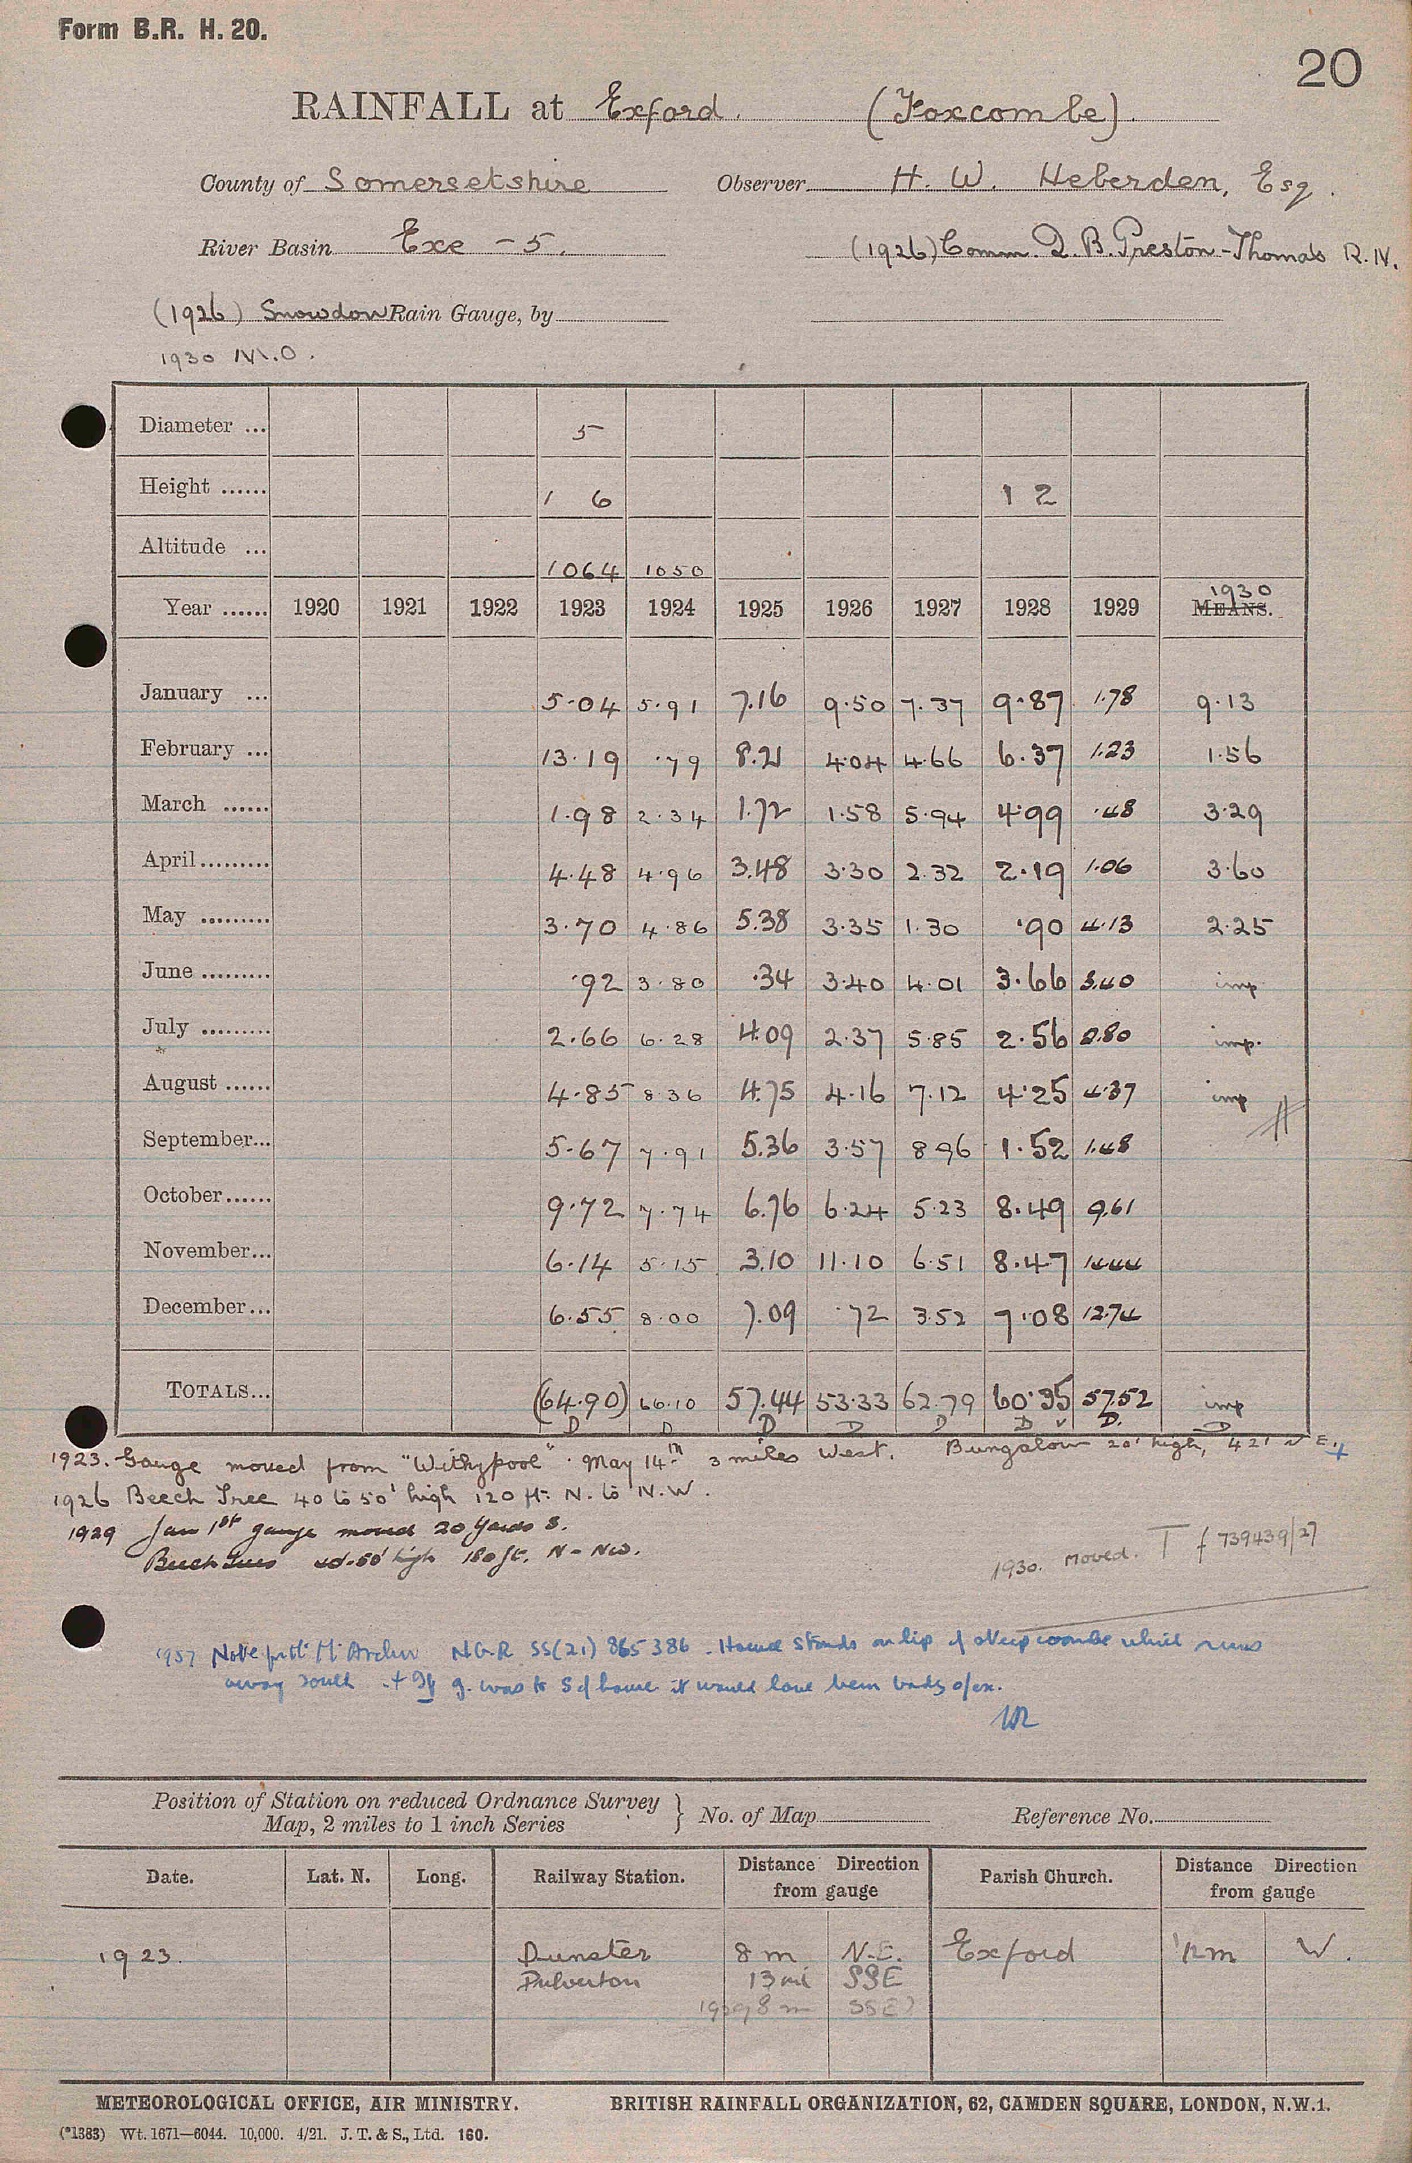 Form B.R. H. 20.
20
RAINFALL at Exford. (Foxcombe).
County of Somersetshire Observer H. W. Heberden, Esq.
River Basin Exe - 5. (1926) Comm. D. B. Preston-Thomas R.N.
(1926) Snowdon Rain Gauge, by
1930 M.O.
Diameter ... 5
Height ...... 1 6 1 2
Altitude ... 1064 1050
Year ...... 1920 1921 1922 1923 1924 1925 1926 1927 1928 1929 MEANS. 1930
January ... 5.04 5.91 7.16 9.50 7.37 9.87 1.78 9.13
February ... 13.19 .79 8.21 4.04 4.66 6.37 1.23 1.56
March ...... 1.98 2.34 1.72 1.58 5.94 4.99 .48 3.29
April ......... 4.48 4.96 3.48 3.30 2.32 2.19 1.06 3.60
May ......... 3.70 4.86 5.38 3.35 1.30 .90 4.13 2.25
June ......... .92 3.80 .34 3.40 4.01 3.66 3.40 imp
July ......... 2.66 6.28 4.09 2.37 5.85 2.56 2.80 imp.
August ...... 4.85 8.36 4.75 4.16 7.12 4.25 4.37 imp
September... 5.67 7.91 5.36 3.57 8 96 1.52 1.48
October...... 9.72 7.74 6.76 6.24 5.23 8.49 9.61
November... 6.14 5.15 3.10 11.10 6.51 8.47 14.44
December... 6.55 8.00 7.09 .72 3.52 7.08 12.74
TOTALS... (64.90) 66.10 57.44 53.33 62.79 60.35 57.52 imp
D D D D D D D. D
1923. Gauge moved from "Withypool" May 14th 3 miles West. Bungalow 20' high, 42' N E. +
1926 Beech Tree 40 to 50' high 120 ft. N. to N.W.
1929 Jan 1st gauge moved 20 yards S.
Beech trees 40-50' high 180 ft. N - NW.
1930. moved. T f 739439/27
1957 Note NGR SS(21) 865386. House stands on lip of steep coombe which runs
away south. + If g. was to S of house it would have been badly o/ex.
Position of Station on reduced Ordnance Survey
Map, 2 miles to 1 inch Series } No. of Map Reference No.
Date. Lat. N. Long. Railway Station. Distance Direction from gauge Parish Church. Distance Direction from gauge
1923. Dunster 8 m N.E. Exford 1/2 m W.
Dulverton 13 mi SSE
1929 8 m SSE?
METEOROLOGICAL OFFICE, AIR MINISTRY. BRITISH RAINFALL ORGANIZATION, 62, CAMDEN SQUARE, LONDON, N.W.1.
(*1383) Wt. 1671—6044. 10,000. 4/21. J. T. & S., Ltd. 160.